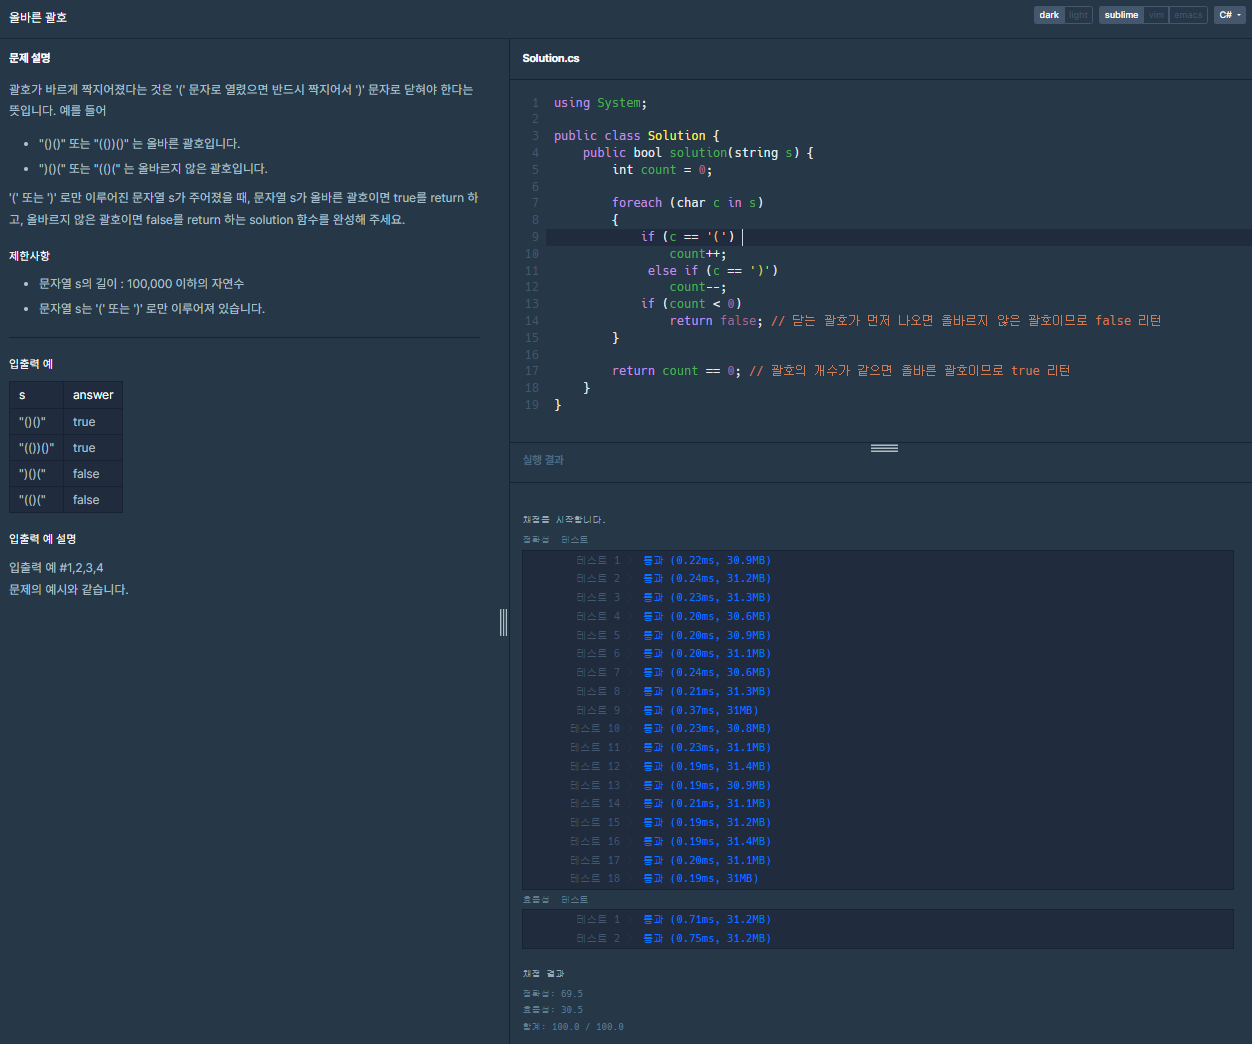 올바른 괄호
dark light sublime vim emacs C#
문제 설명
괄호가 바르게 짝지어졌다는 것은 '(' 문자로 열렸으면 반드시 짝지어서 ')' 문자로 닫혀야 한다는
뜻입니다. 예를 들어
"()()" 또는 "(())()" 는 올바른 괄호입니다.
")()(" 또는 "(()(" 는 올바르지 않은 괄호입니다.
'(' 또는 ')' 로만 이루어진 문자열 s가 주어졌을 때, 문자열 s가 올바른 괄호이면 true를 return 하
고, 올바르지 않은 괄호이면 false를 return 하는 solution 함수를 완성해 주세요.
제한사항
문자열 s의 길이 : 100,000 이하의 자연수
문자열 s는 '(' 또는 ')' 로만 이루어져 있습니다.
입출력 예
s answer
"()()" true
"(())()" true
")()(" false
"(()(" false
입출력 예 설명
입출력 예 #1,2,3,4
문제의 예시와 같습니다.
Solution.cs
1 using System;
2
3 public class Solution {
4 public bool solution(string s) {
5 int count = 0;
6
7 foreach (char c in s)
8 {
9 if (c == '(')
10 count++;
11 else if (c == ')')
12 count--;
13 if (count < 0)
14 return false; // 닫는 괄호가 먼저 나오면 올바르지 않은 괄호이므로 false 리턴
15 }
16
17 return count == 0; // 괄호의 개수가 같으면 올바른 괄호이므로 true 리턴
18 }
19 }
실행 결과
채점을 시작합니다.
정확성 테스트
테스트 1 통과 (0.22ms, 30.9MB)
테스트 2 통과 (0.24ms, 31.2MB)
테스트 3 통과 (0.23ms, 31.3MB)
테스트 4 통과 (0.20ms, 30.6MB)
테스트 5 통과 (0.20ms, 30.9MB)
테스트 6 통과 (0.20ms, 31.1MB)
테스트 7 통과 (0.24ms, 30.6MB)
테스트 8 통과 (0.21ms, 31.3MB)
테스트 9 통과 (0.37ms, 31MB)
테스트 10 통과 (0.23ms, 30.8MB)
테스트 11 통과 (0.23ms, 31.1MB)
테스트 12 통과 (0.19ms, 31.4MB)
테스트 13 통과 (0.19ms, 30.9MB)
테스트 14 통과 (0.21ms, 31.1MB)
테스트 15 통과 (0.19ms, 31.2MB)
테스트 16 통과 (0.19ms, 31.4MB)
테스트 17 통과 (0.20ms, 31.1MB)
테스트 18 통과 (0.19ms, 31MB)
효율성 테스트
테스트 1 통과 (0.71ms, 31.2MB)
테스트 2 통과 (0.75ms, 31.2MB)
채점 결과
정확성: 69.5
효율성: 30.5
합계: 100.0 / 100.0